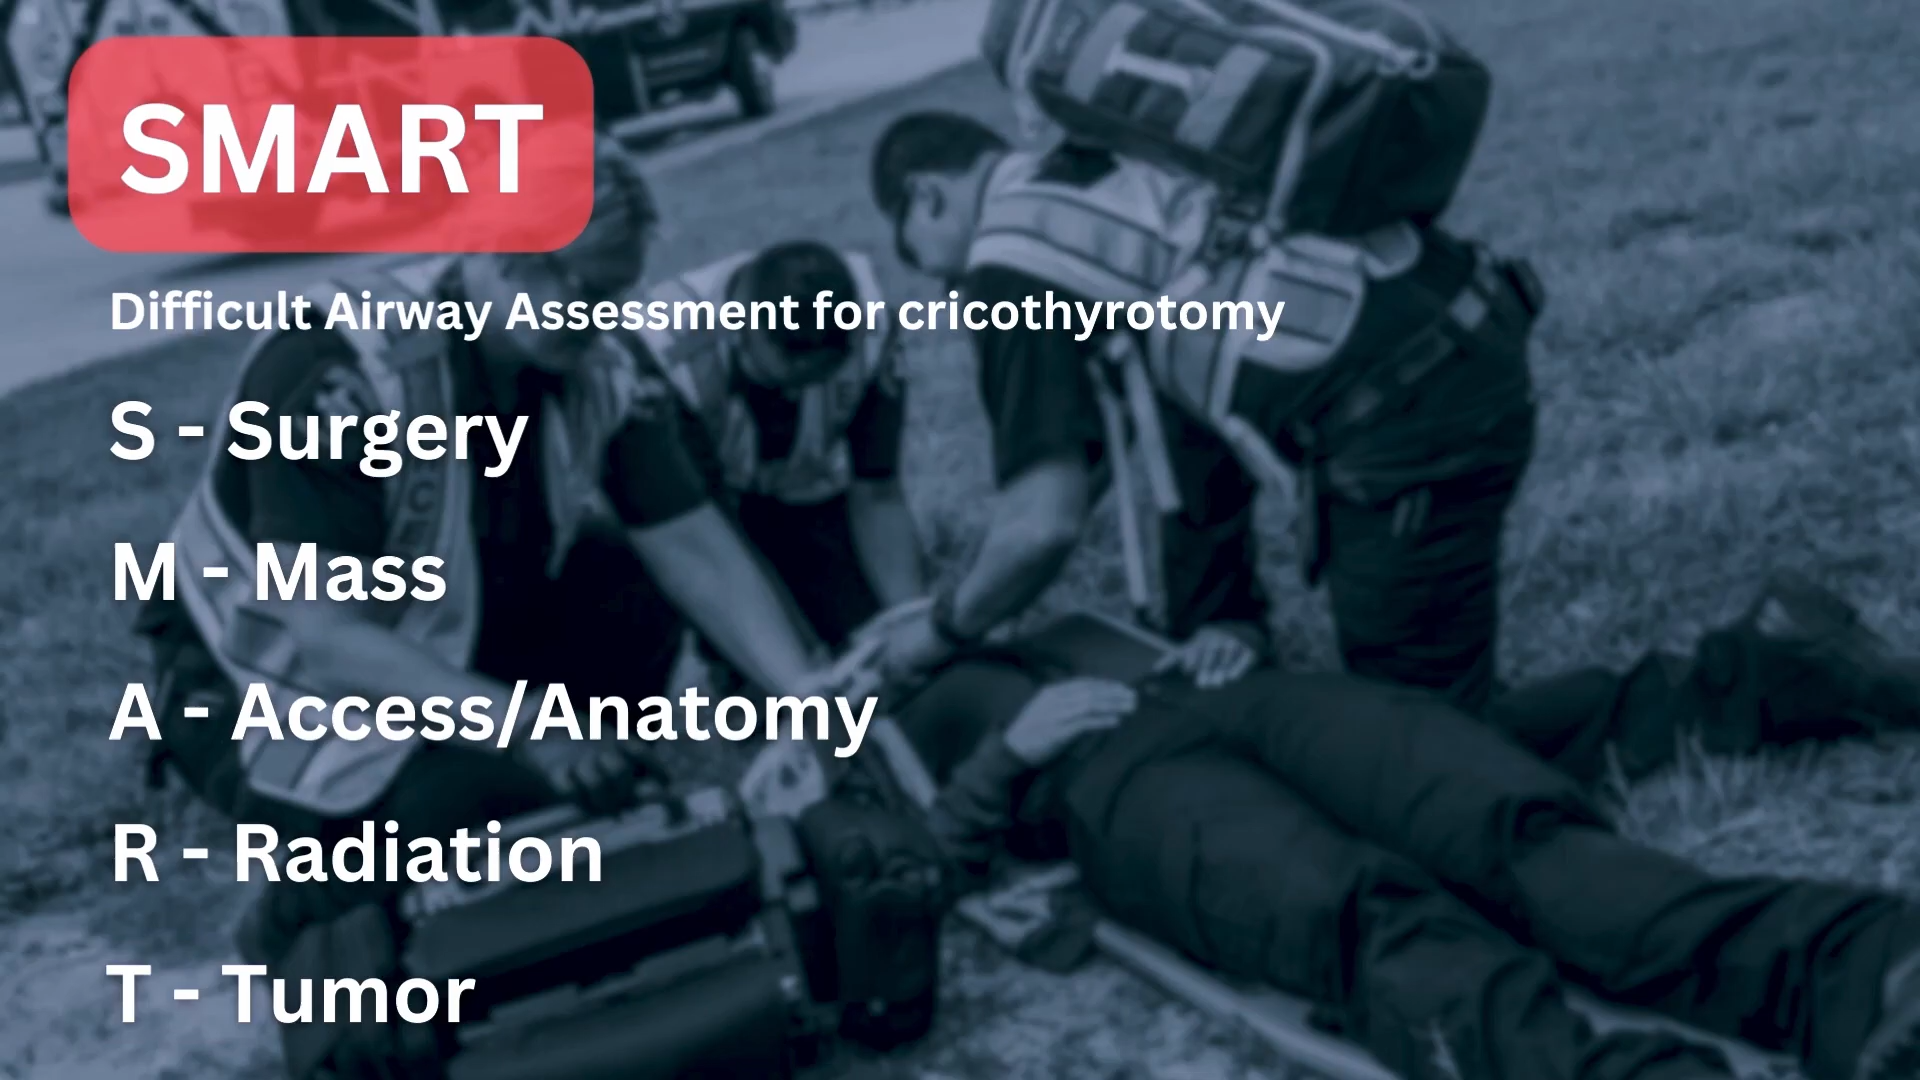 SMART
Difficult Airway Assessment for cricothyrotomy
S - Surgery
M - Mass
A - Access/Anatomy
R - Radiation
T - Tumor